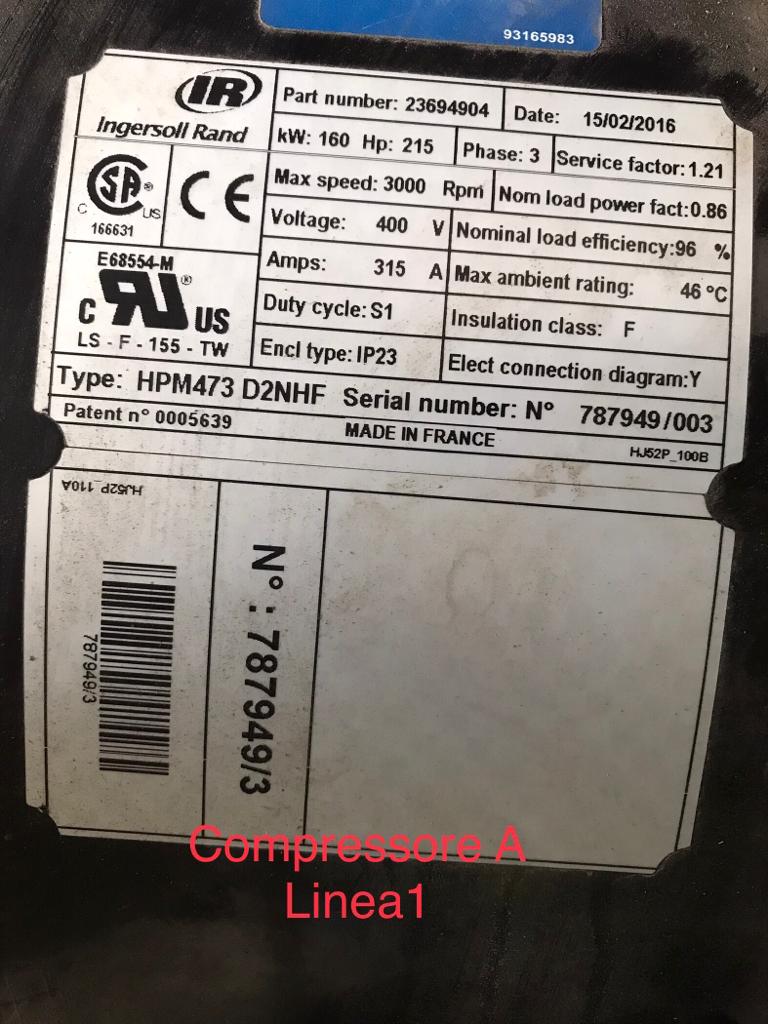 93165983
IR
Ingersoll Rand
Part number: 23694904
Date: 15/02/2016
kW: 160 Hp: 215
Phase: 3
Service factor: 1.21
Max speed: 3000 Rpm
Nom load power fact: 0.86
SA
C US
166631
CE
Voltage: 400 V
Nominal load efficiency: 96 %
Amps: 315 A
Max ambient rating: 46 °C
E68554-M
C RU ® US
LS - F - 155 - TW
Duty cycle: S1
Insulation class: F
Encl type: IP23
Elect connection diagram: Y
Type: HPM473 D2NHF Serial number: N° 787949/003
Patent n° 0005639
MADE IN FRANCE
HJ52P_100B
HJ52P_110A
787949/3
N° : 787949/3
Compressore A
Linea1